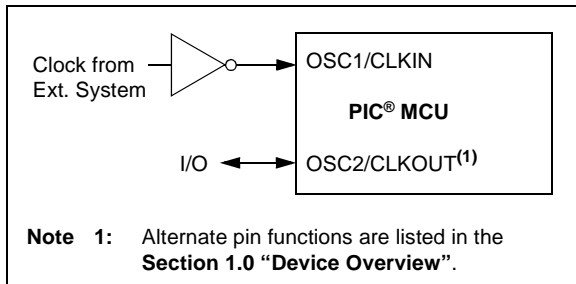 Clock from
Ext. System
OSC1/CLKIN
PIC® MCU
I/O
OSC2/CLKOUT(1)
Note 1: Alternate pin functions are listed in the
Section 1.0 “Device Overview”.